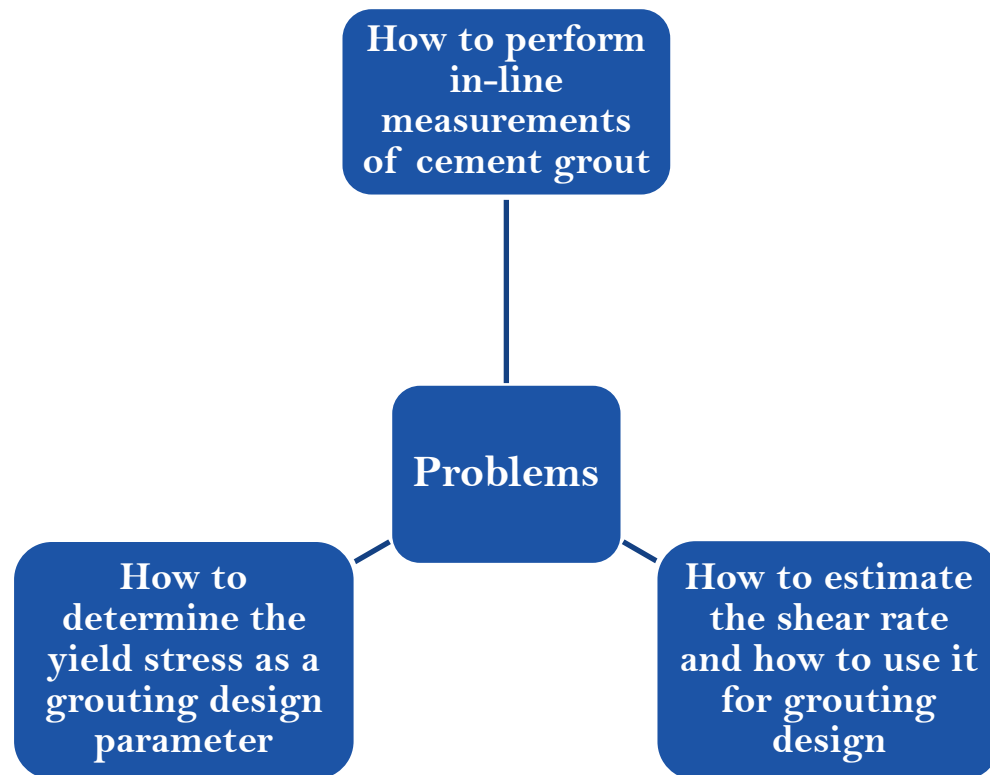 How to perform
in-line
measurements
of cement grout
Problems
How to
determine the
yield stress as a
grouting design
parameter
How to estimate
the shear rate
and how to use it
for grouting
design